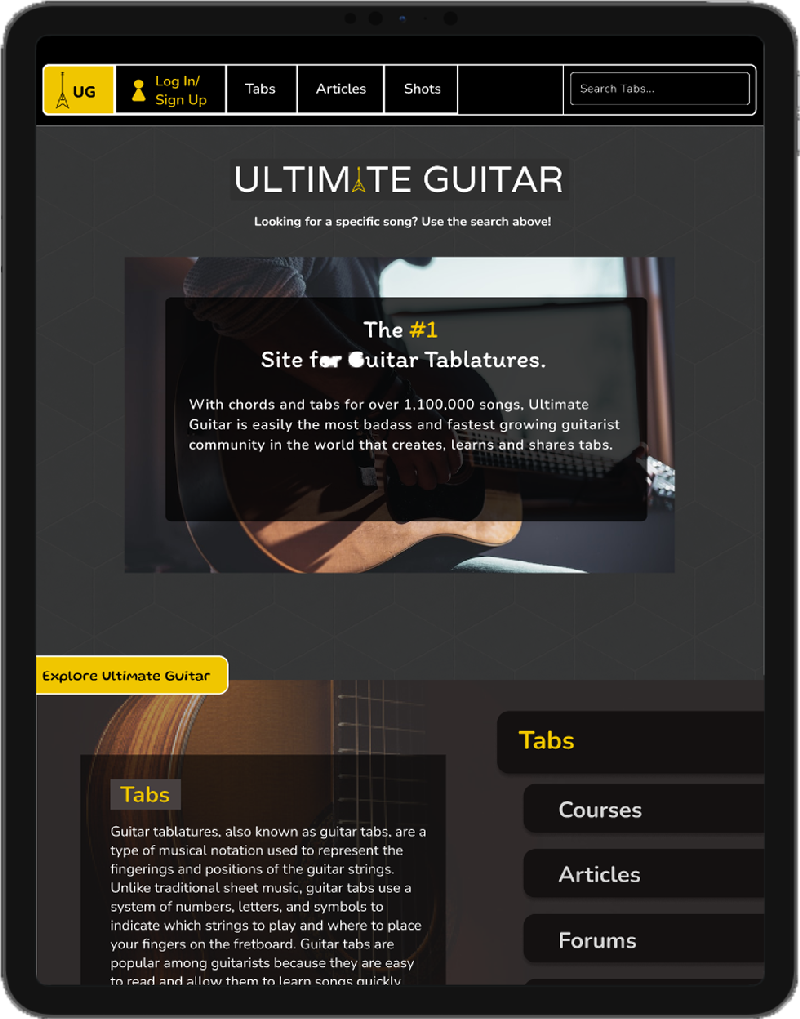 UG
Log In/
Sign Up
Tabs
Articles
Shots
Search Tabs...
ULTIMATE GUITAR
Looking for a specific song? Use the search above!
The #1
Site for Guitar Tablatures.
With chords and tabs for over 1,100,000 songs, Ultimate
Guitar is easily the most badass and fastest growing guitarist
community in the world that creates, learns and shares tabs.
Explore Ultimate Guitar
Tabs
Guitar tablatures, also known as guitar tabs, are a
type of musical notation used to represent the
fingerings and positions of the guitar strings.
Unlike traditional sheet music, guitar tabs use a
system of numbers, letters, and symbols to
indicate which strings to play and where to place
your fingers on the fretboard. Guitar tabs are
popular among guitarists because they are easy
to read and allow them to learn songs quickly
Tabs
Courses
Articles
Forums